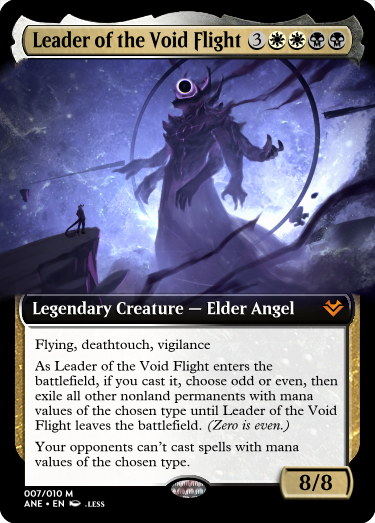 Leader of the Void Flight 3
Legendary Creature — Elder Angel
Flying, deathtouch, vigilance
As Leader of the Void Flight enters the
battlefield, if you cast it, choose odd or even, then
exile all other nonland permanents with mana
values of the chosen type until Leader of the Void
Flight leaves the battlefield. (Zero is even.)
Your opponents can't cast spells with mana
values of the chosen type.
8/8
007/010 M
ANE • EN .LESS